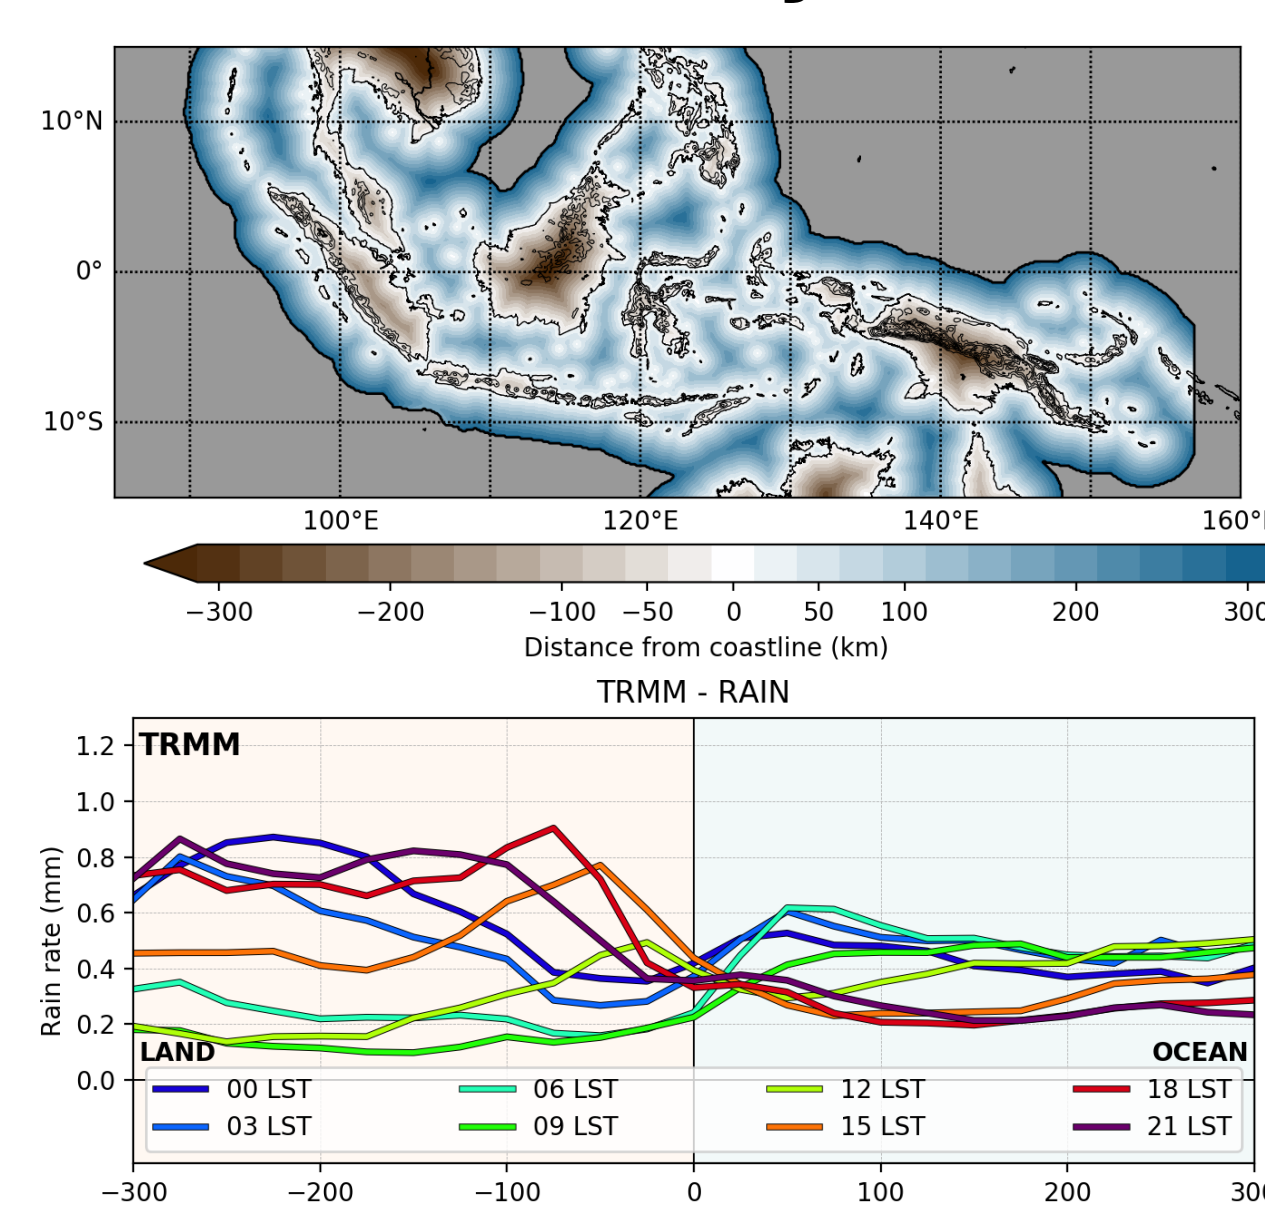 10°N
0°
10°S
100°E 120°E 140°E 160°
−300 −200 −100 −50 0 50 100 200 300
Distance from coastline (km)
TRMM - RAIN
TRMM
1.2
1.0
0.8
0.6
0.4
0.2
0.0
Rain rate (mm)
LAND OCEAN
00 LST 06 LST 12 LST 18 LST
03 LST 09 LST 15 LST 21 LST
−300 −200 −100 0 100 200 300